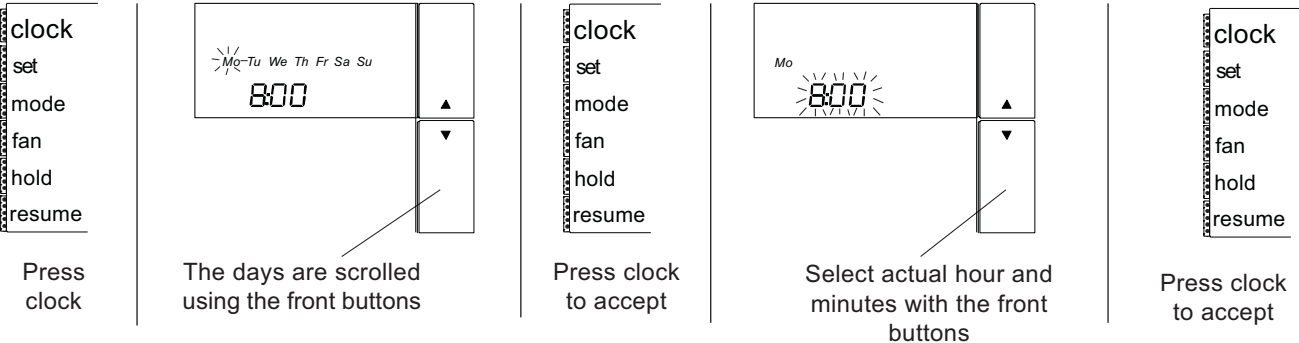 clock
set
mode
fan
hold
resume
Press
clock
Mo Tu We Th Fr Sa Su
8:00
▲
▼
The days are scrolled
using the front buttons
clock
set
mode
fan
hold
resume
Press clock
to accept
Mo
8:00
▲
▼
Select actual hour and
minutes with the front
buttons
clock
set
mode
fan
hold
resume
Press clock
to accept